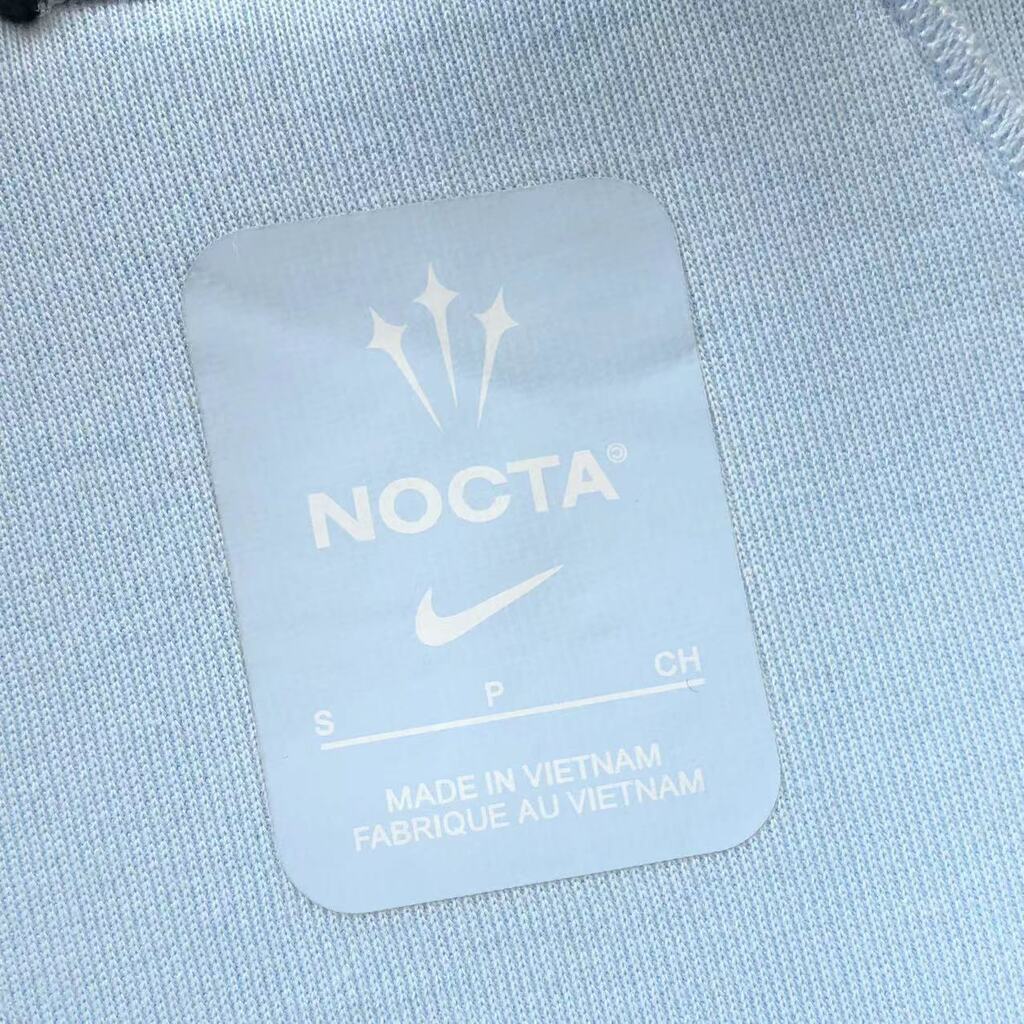 NOCTA©
S P CH
MADE IN VIETNAM
FABRIQUE AU VIETNAM